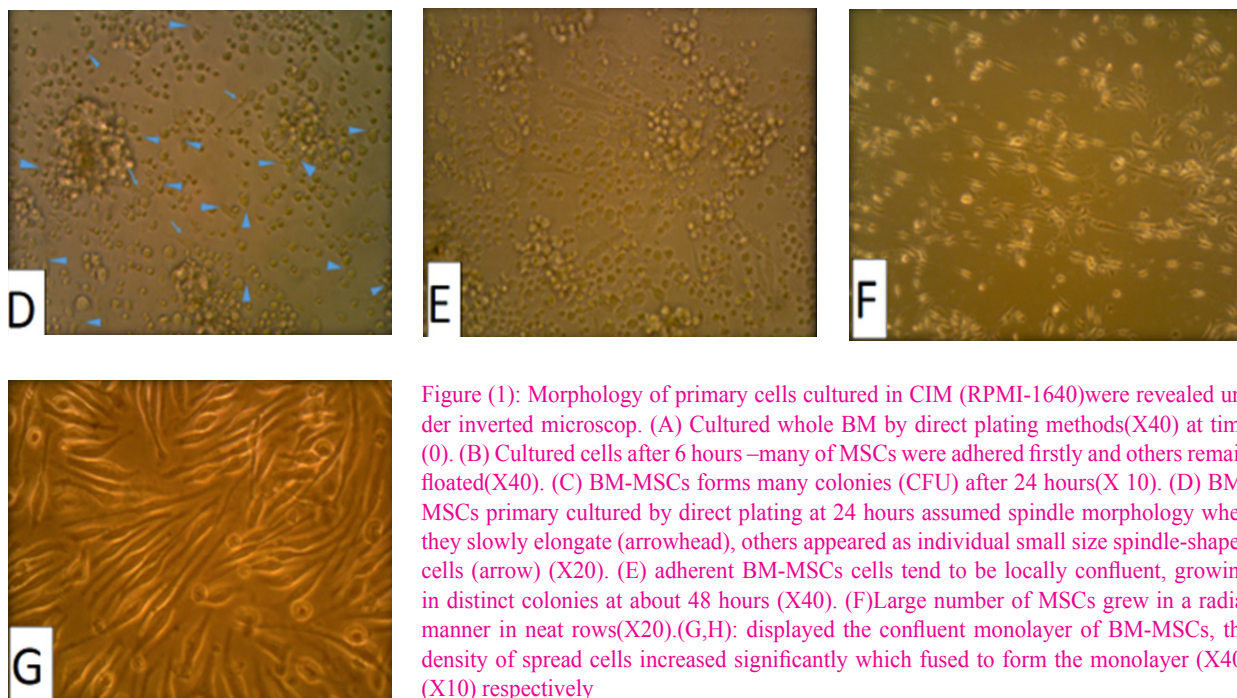 D
E
F
G
Figure (1): Morphology of primary cells cultured in CIM (RPMI-1640)were revealed un
der inverted microscop. (A) Cultured whole BM by direct plating methods(X40) at tim
(0). (B) Cultured cells after 6 hours –many of MSCs were adhered firstly and others remai
floated(X40). (C) BM-MSCs forms many colonies (CFU) after 24 hours(X 10). (D) BM
MSCs primary cultured by direct plating at 24 hours assumed spindle morphology whe
they slowly elongate (arrowhead), others appeared as individual small size spindle-shape
cells (arrow) (X20). (E) adherent BM-MSCs cells tend to be locally confluent, growin
in distinct colonies at about 48 hours (X40). (F)Large number of MSCs grew in a radia
manner in neat rows(X20).(G,H): displayed the confluent monolayer of BM-MSCs, th
density of spread cells increased significantly which fused to form the monolayer (X40
(X10) respectively